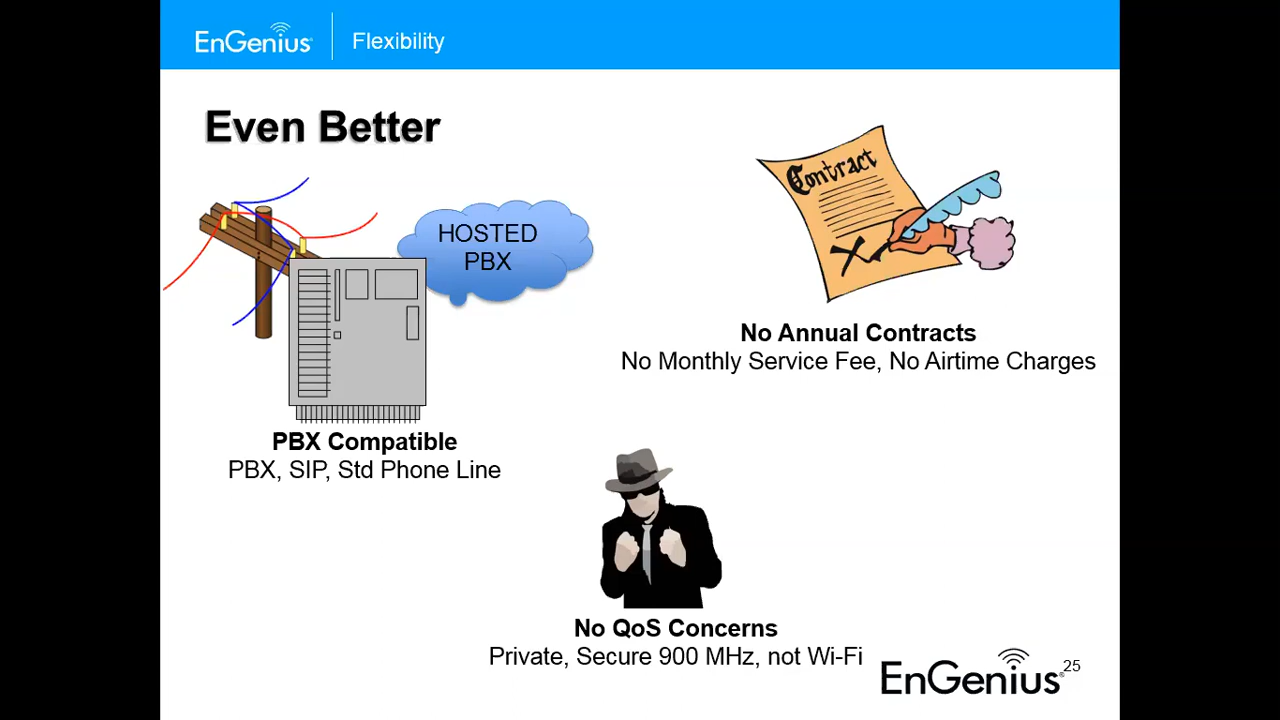 EnGenius®
Flexibility
Even Better
HOSTED
PBX
Contract
No Annual Contracts
No Monthly Service Fee, No Airtime Charges
PBX Compatible
PBX, SIP, Std Phone Line
No QoS Concerns
Private, Secure 900 MHz, not Wi-Fi
EnGenius®
25